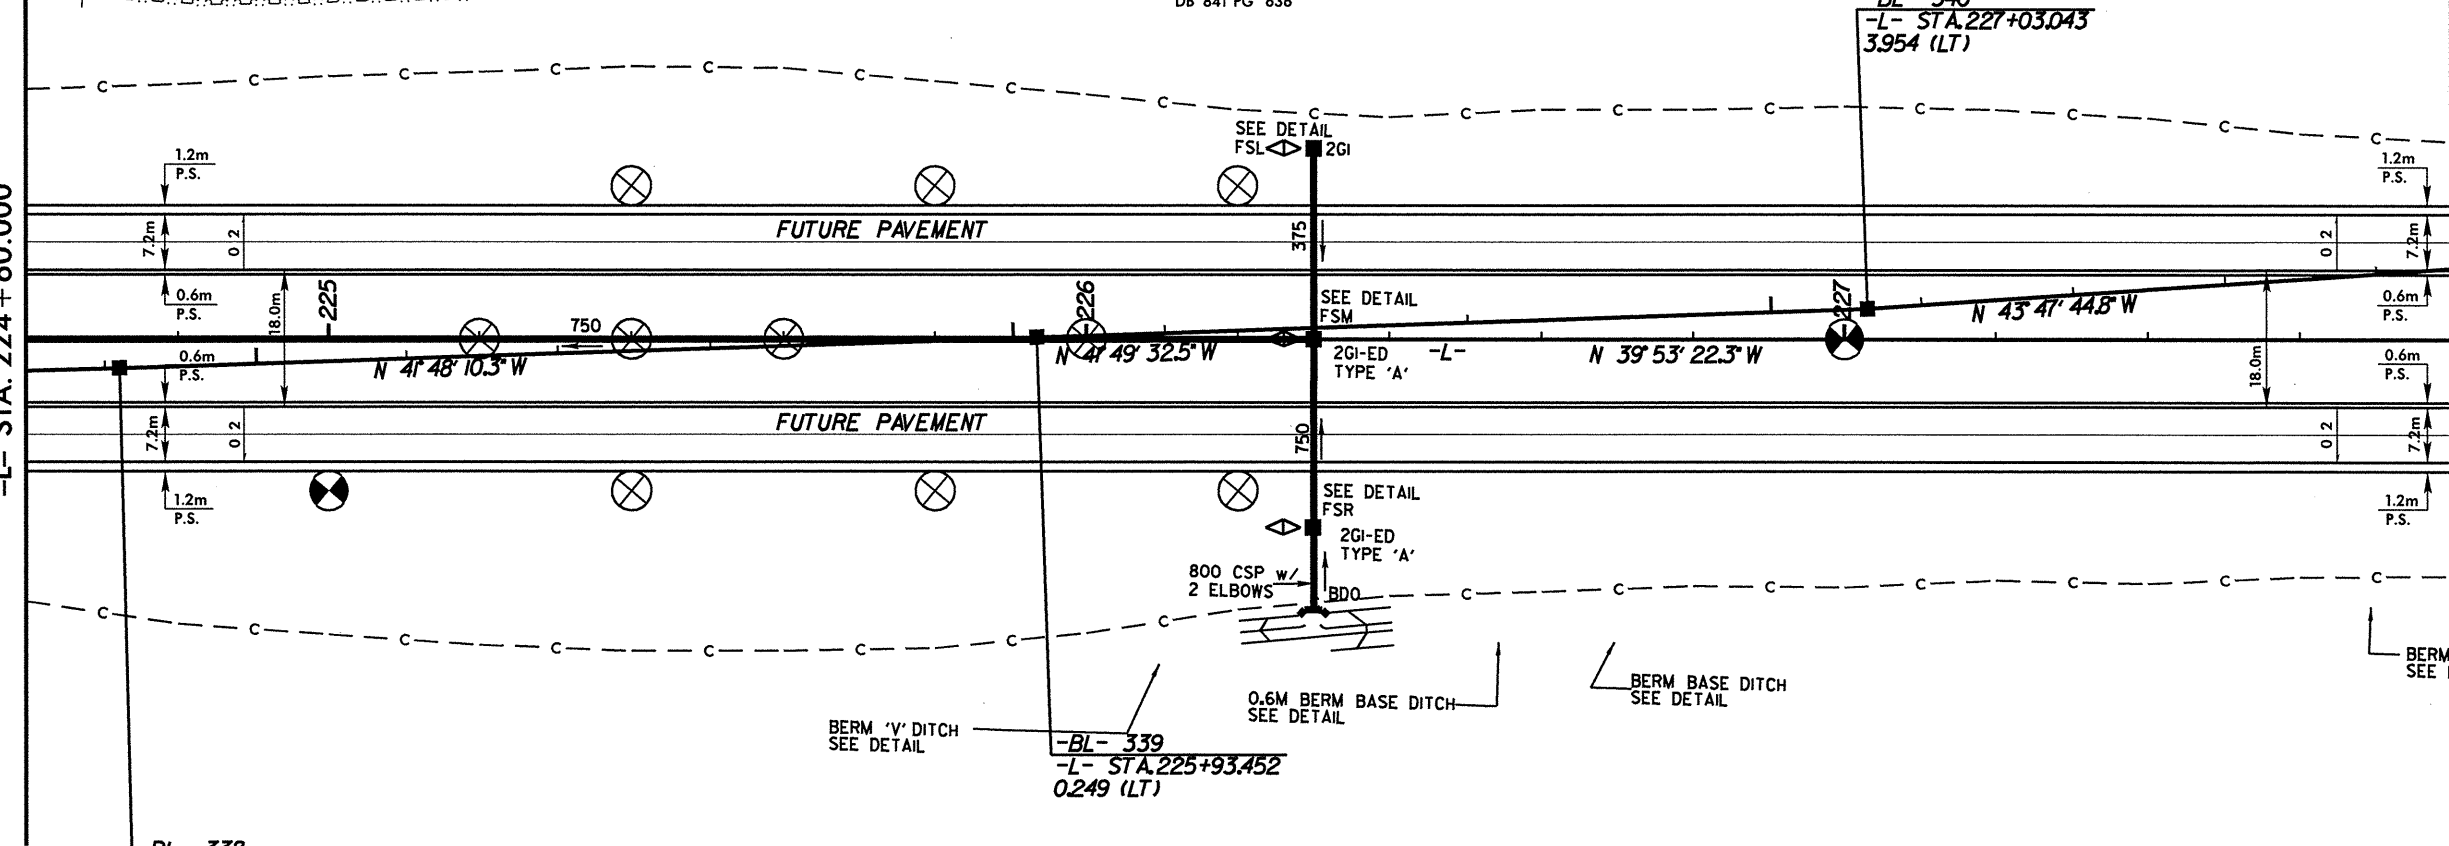 DB 841 PG 636
-L- STA.227+03.043
3.954 (LT)
C C C C C C C C C C C C C C C C
SEE DETAIL
FSL 2GI
1.2m
P.S.
1.2m
P.S.
-L- STA. 224+60.000
7.2m
0 2
FUTURE PAVEMENT
375
0 2
7.2m
0.6m
P.S.
18.0m
225
750
226
SEE DETAIL
FSM
227
N 43° 47' 44.8" W
0.6m
P.S.
0.6m
P.S.
N 41° 48' 10.3" W
N 41° 49' 32.5" W
2GI-ED
TYPE 'A'
-L-
N 39° 53' 22.3" W
18.0m
0.6m
P.S.
7.2m
0 2
FUTURE PAVEMENT
750
0 2
7.2m
1.2m
P.S.
SEE DETAIL
FSR
1.2m
P.S.
2GI-ED
TYPE 'A'
800 CSP w/
2 ELBOWS
BDO
C C C C C C C C C C C C C C C
BERM 'V' DITCH
SEE DETAIL
0.6M BERM BASE DITCH
SEE DETAIL
BERM BASE DITCH
SEE DETAIL
BERM
SEE
-BL- 339
-L- STA.225+93.452
0.249 (LT)